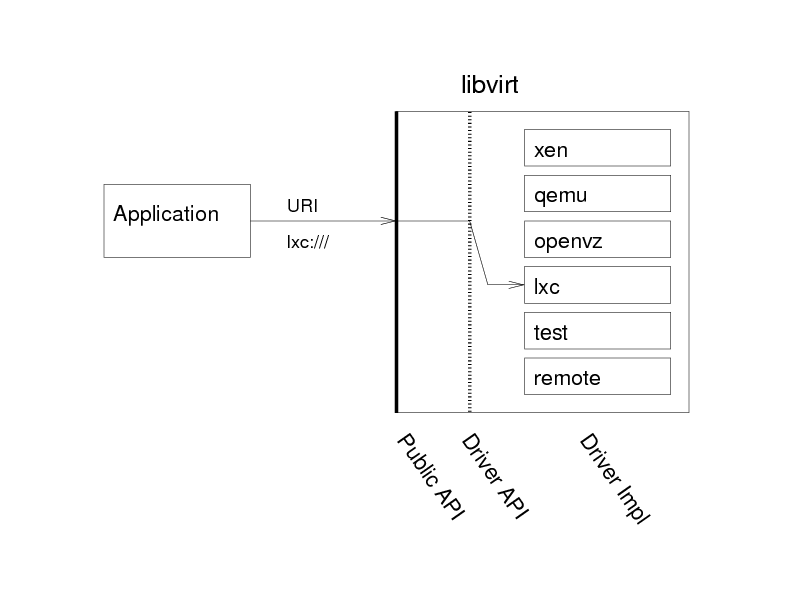 libvirt
Application
URI
lxc:///
xen
qemu
openvz
lxc
test
remote
Public API
Driver API
Driver Impl